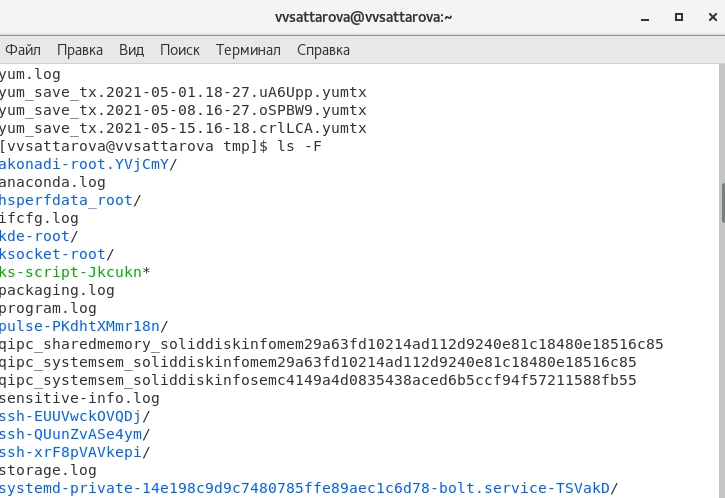 vvsattarova@vvsattarova:~
Файл Правка Вид Поиск Терминал Справка
yum.log
yum_save_tx.2021-05-01.18-27.uA6Upp.yumtx
yum_save_tx.2021-05-08.16-27.oSPBW9.yumtx
yum_save_tx.2021-05-15.16-18.crlLCA.yumtx
[vvsattarova@vvsattarova tmp]$ ls -F
akonadi-root.YVjCmY/
anaconda.log
hsperfdata_root/
ifcfg.log
kde-root/
ksocket-root/
ks-script-Jkcukn*
packaging.log
program.log
pulse-PKdhtXMmr18n/
qipc_sharedmemory_soliddiskinfomem29a63fd10214ad112d9240e81c18480e18516c85
qipc_systemsem_soliddiskinfomem29a63fd10214ad112d9240e81c18480e18516c85
qipc_systemsem_soliddiskinfosemc4149a4d0835438aced6b5ccf94f57211588fb55
sensitive-info.log
ssh-EUUVwckOVQDj/
ssh-QUunZvASe4ym/
ssh-xrF8pVAVkepi/
storage.log
systemd-private-14e198c9d9c7480785ffe89aec1c6d78-bolt.service-TSVakD/